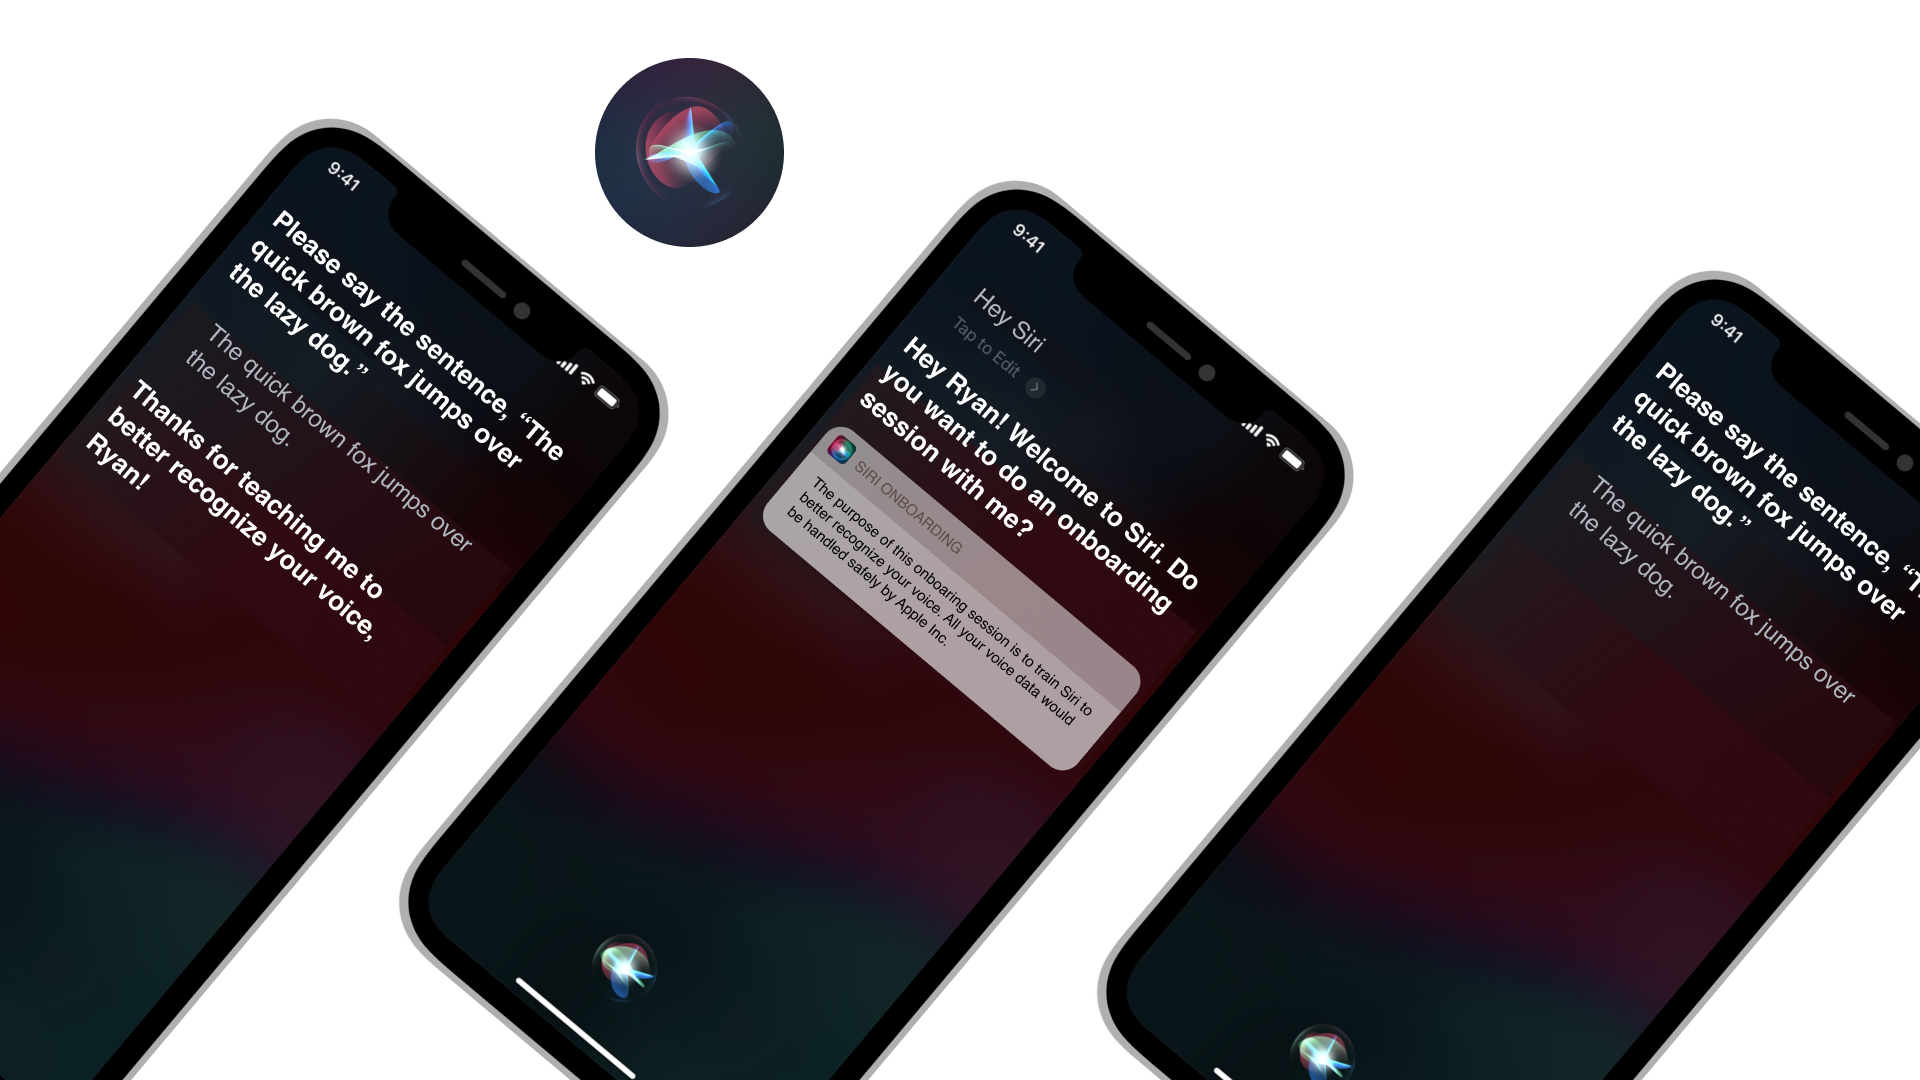 9:41
Please say the sentence, “The
quick brown fox jumps over
the lazy dog. ”
The quick brown fox jumps over
the lazy dog.
Thanks for teaching me to
better recognize your voice,
Ryan!
9:41
Hey Siri
Tap to Edit
Hey Ryan! Welcome to Siri. Do
you want to do an onboarding
session with me?
SIRI ONBOARDING
The purpose of this onboaring session is to train Siri to
better recognize your voice. All your voice data would
be handled safely by Apple Inc.
9:41
Please say the sentence,
quick brown fox jumps over
the lazy dog. ”
The quick brown fox jumps over
the lazy dog.